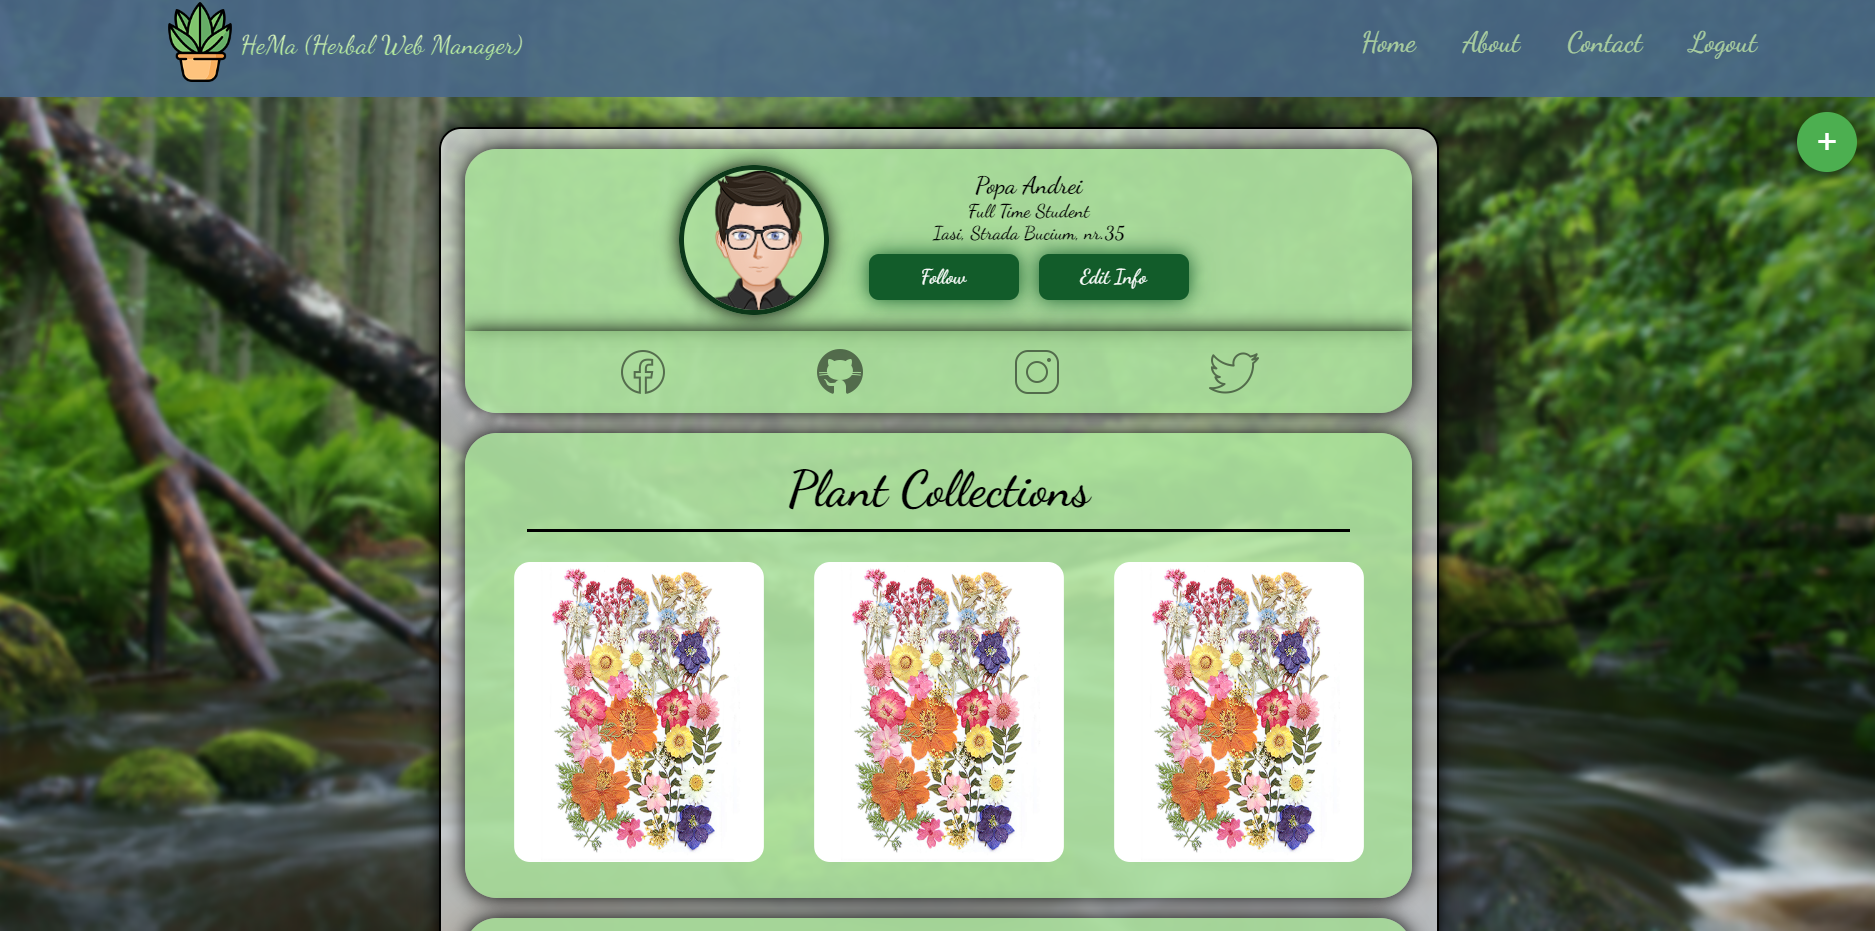 HeMa (Herbal Web Manager)
Home About Contact Logout
+
Popa Andrei
Full Time Student
Iasi, Strada Bucium, nr.35
Follow Edit Info
Plant Collections